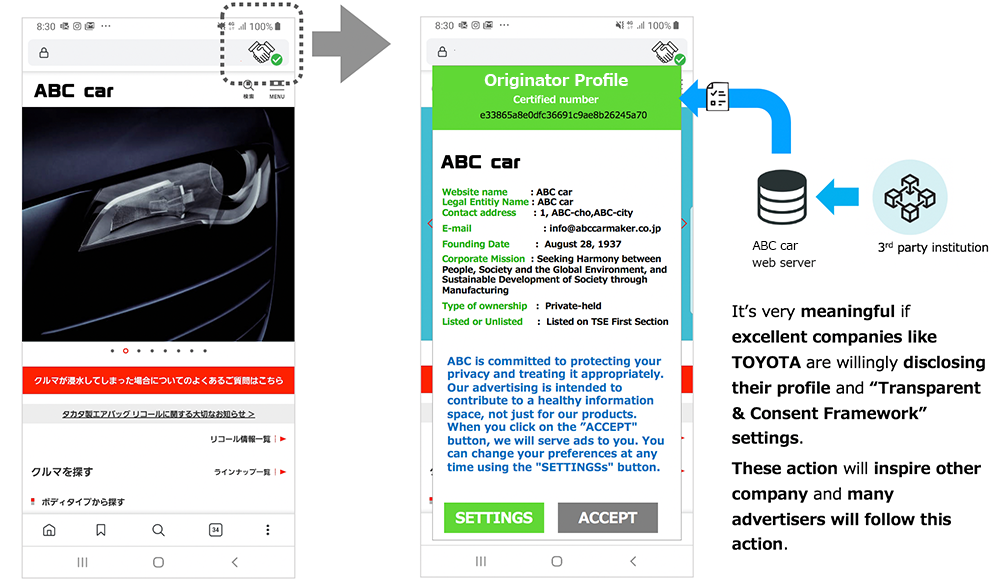 8:30 100%
ABC car
検索 MENU
クルマが浸水してしまった場合についてのよくあるご質問はこちら
タカタ製エアバッグ リコールに関する大切なお知らせ ＞
リコール情報一覧
クルマを探す ラインナップ一覧
ボディタイプから探す
34
8:30 100%
Originator Profile
Certified number
e33865a8e0dfc36691c9ae8b26245a70
ABC car
Website name : ABC car
Legal Entitiy Name : ABC car
Contact address : 1, ABC-cho,ABC-city
E-mail : info@abccarmaker.co.jp
Founding Date : August 28, 1937
Corporate Mission : Seeking Harmony between
People, Society and the Global Environment, and
Sustainable Development of Society through
Manufacturing
Type of ownership : Private-held
Listed or Unlisted : Listed on TSE First Section
ABC is committed to protecting your
privacy and treating it appropriately.
Our advertising is intended to
contribute to a healthy information
space, not just for our products.
When you click on the ”ACCEPT"
button, we will serve ads to you. You
can change your preferences at any
time using the "SETTINGSs" button.
SETTINGS ACCEPT
ABC car
web server
3rd party institution
It’s very meaningful if
excellent companies like
TOYOTA are willingly disclosing
their profile and “Transparent
& Consent Framework”
settings.
These action will inspire other
company and many
advertisers will follow this
action.